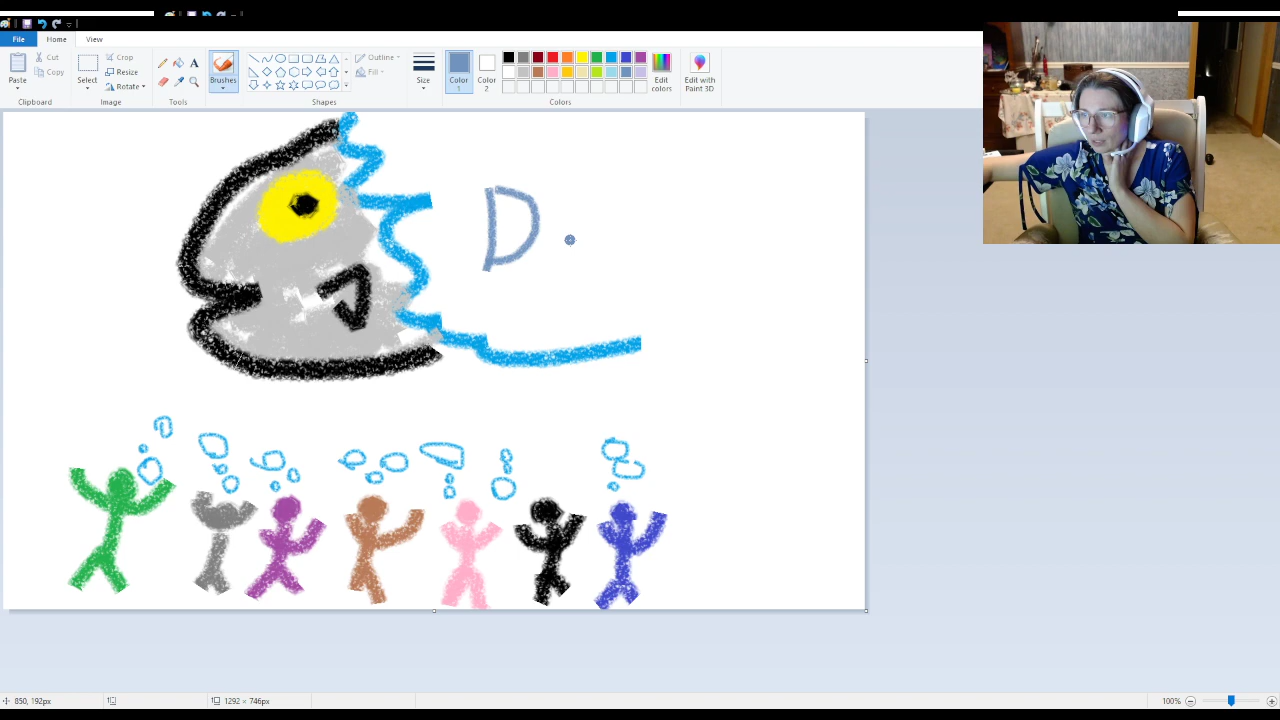 File Home View
Paste Cut Copy Clipboard
Select Crop Resize Rotate Image
Tools
Brushes
Outline Fill Shapes
Size
Color 1 Color 2 Edit colors Colors
Edit with Paint 3D
D
850, 192px 1292 × 746px 100%